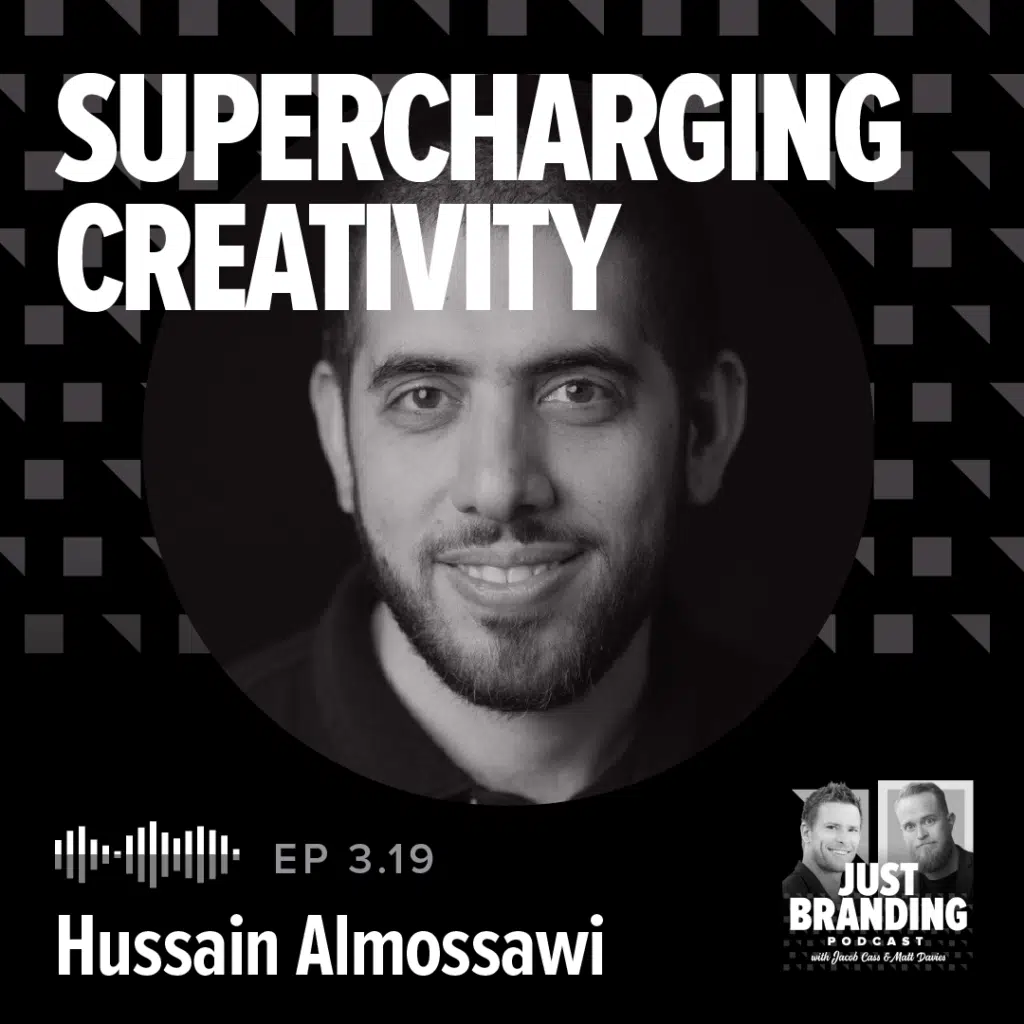 SUPERCHARGING
CREATIVITY
EP 3.19
Hussain Almossawi
JUST
BRANDING
PODCAST
with Jacob Cass & Matt Davies